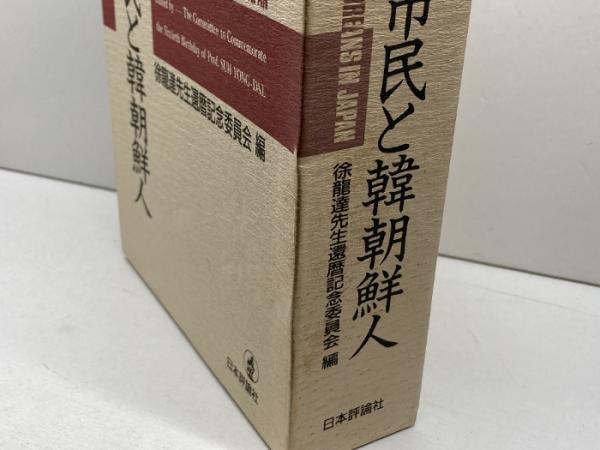 民と韓朝鮮人
by — The Committee to Commemorate
the Sixtieth Birthday of Prof. SUH YONG-DAL
徐龍達先生還暦記念委員会 編
日本評論社
市民と韓朝鮮人
REANS IN JAPAN
徐龍達先生還暦記念委員会 編
日本評論社